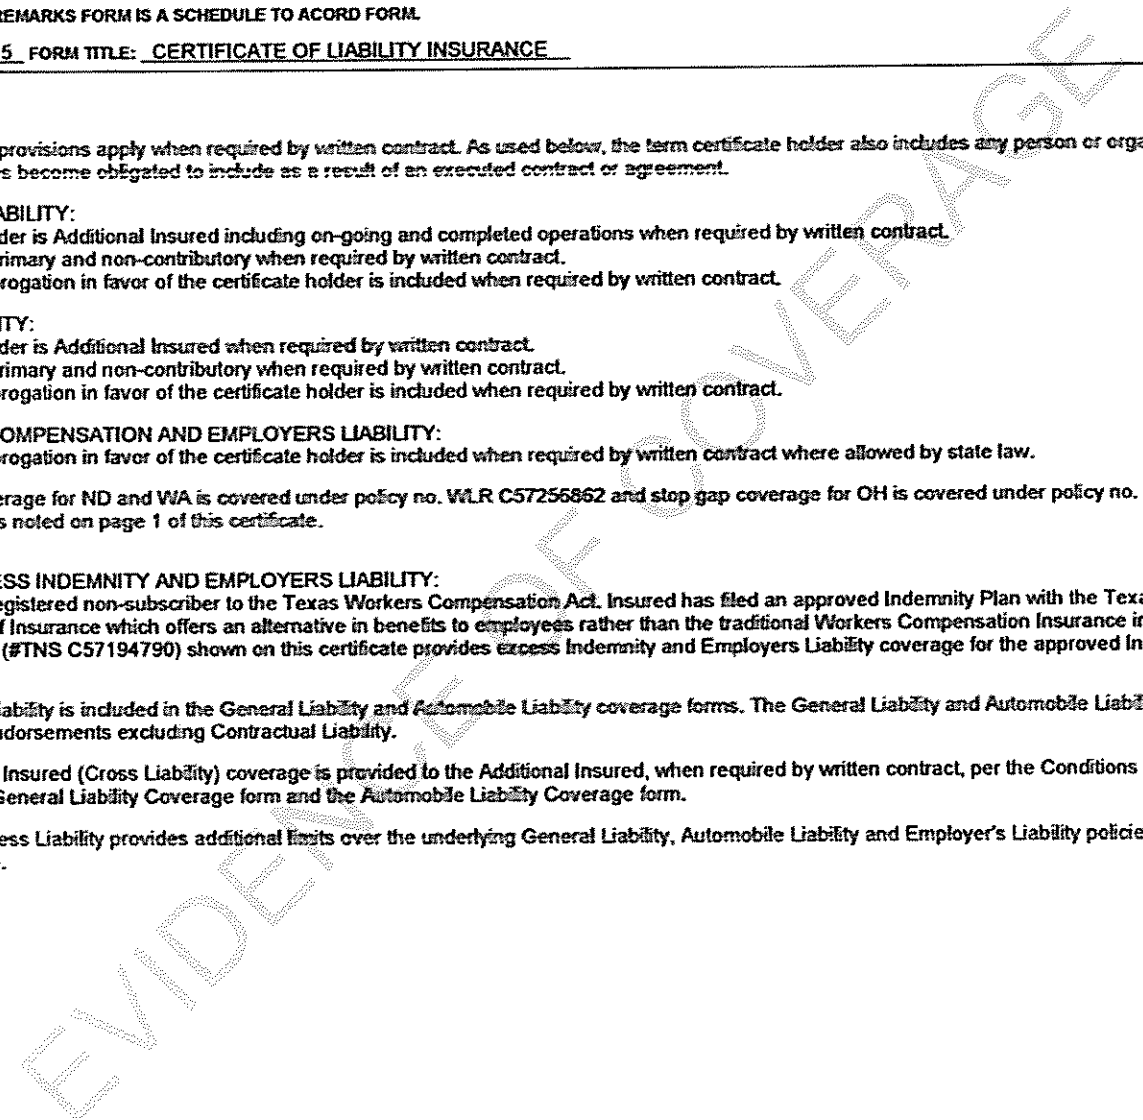 REMARKS FORM IS A SCHEDULE TO ACORD FORM.
5 FORM TITLE: CERTIFICATE OF LIABILITY INSURANCE
provisions apply when required by written contract. As used below, the term certificate holder also includes any person or orga
s become obligated to include as a result of an executed contract or agreement.
ABILITY:
der is Additional Insured including on-going and completed operations when required by written contract.
rimary and non-contributory when required by written contract.
rogation in favor of the certificate holder is included when required by written contract.
ITY:
der is Additional Insured when required by written contract.
rimary and non-contributory when required by written contract.
rogation in favor of the certificate holder is included when required by written contract.
OMPENSATION AND EMPLOYERS LIABILITY:
rogation in favor of the certificate holder is included when required by written contract where allowed by state law.
erage for ND and WA is covered under policy no. WLR C57256862 and stop gap coverage for OH is covered under policy no.
s noted on page 1 of this certificate.
ESS INDEMNITY AND EMPLOYERS LIABILITY:
egistered non-subscriber to the Texas Workers Compensation Act. Insured has filed an approved Indemnity Plan with the Texa
f Insurance which offers an alternative in benefits to employees rather than the traditional Workers Compensation Insurance i
(#TNS C57194790) shown on this certificate provides excess Indemnity and Employers Liability coverage for the approved In
iability is included in the General Liability and Automobile Liability coverage forms. The General Liability and Automobile Liabil
ndorsements excluding Contractual Liability.
Insured (Cross Liability) coverage is provided to the Additional Insured, when required by written contract, per the Conditions
General Liability Coverage form and the Automobile Liability Coverage form.
ess Liability provides additional limits over the underlying General Liability, Automobile Liability and Employer's Liability policie
.
EVIDENCE OF COVERAGE